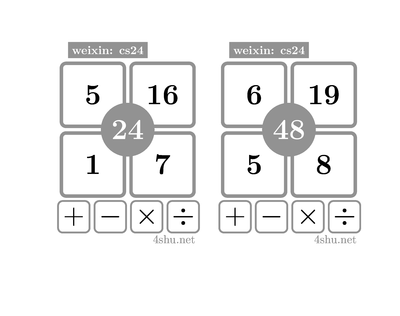 weixin: cs24
5 16
24
1 7
+ − × ÷
4shu.net
weixin: cs24
6 19
48
5 8
+ − × ÷
4shu.net